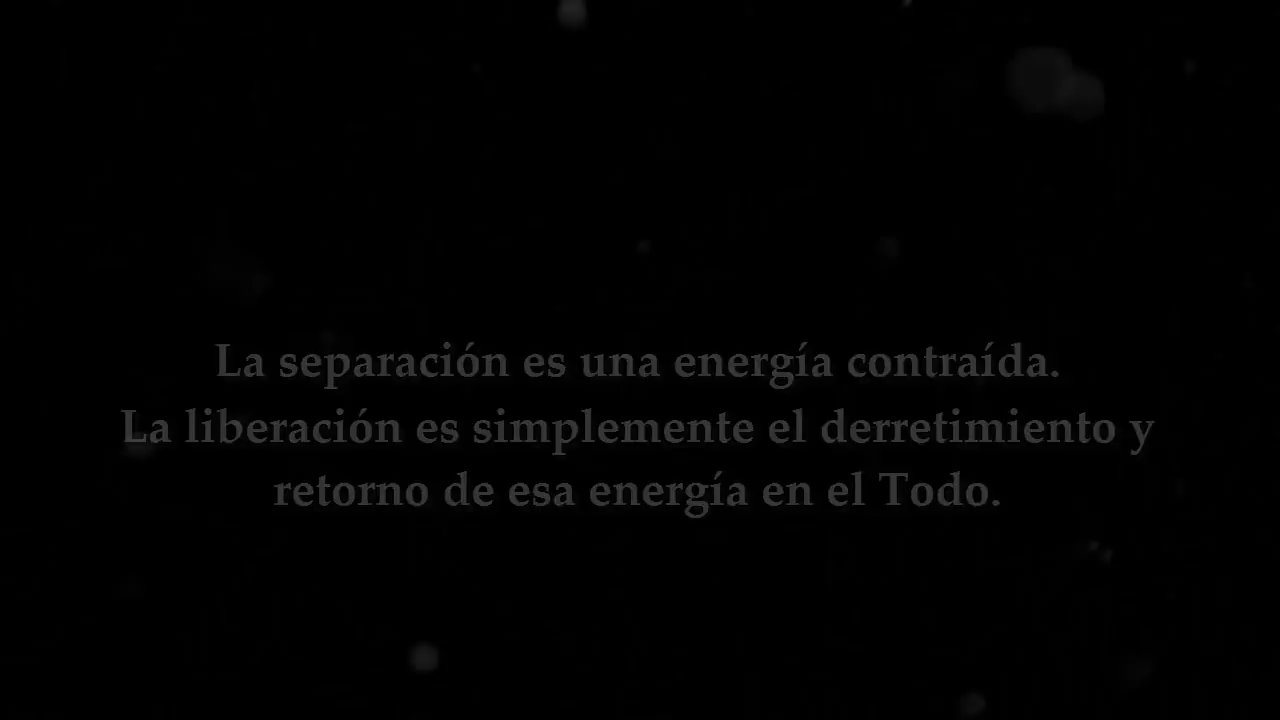 La separación es una energía contraída.
La liberación es simplemente el derretimiento y
retorno de esa energía en el Todo.